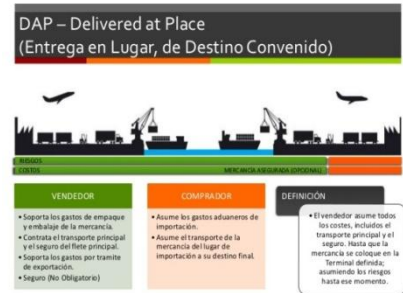 DAP – Delivered at Place
(Entrega en Lugar, de Destino Convenido)
RIESGOS
COSTOS
MERCANCIA ASEGURADA (OPCIONAL)
VENDEDOR
• Soporta los gastos de empaque
y embalaje de la mercancía.
• Contrata el transporte principal
y el seguro del flete principal.
• Soporta los gastos por tramite
de exportación.
• Seguro (No Obligatorio)
COMPRADOR
• Asume los gastos aduaneros de
importación.
• Asume el transporte de la
mercancía del lugar de
importación a su destino final.
DEFINICIÓN
• El vendedor asume todos
los costes, incluidos el
transporte principal y el
seguro. Hasta que la
mercancía se coloque en la
Terminal definida;
asumiendo los riesgos
hasta ese momento.